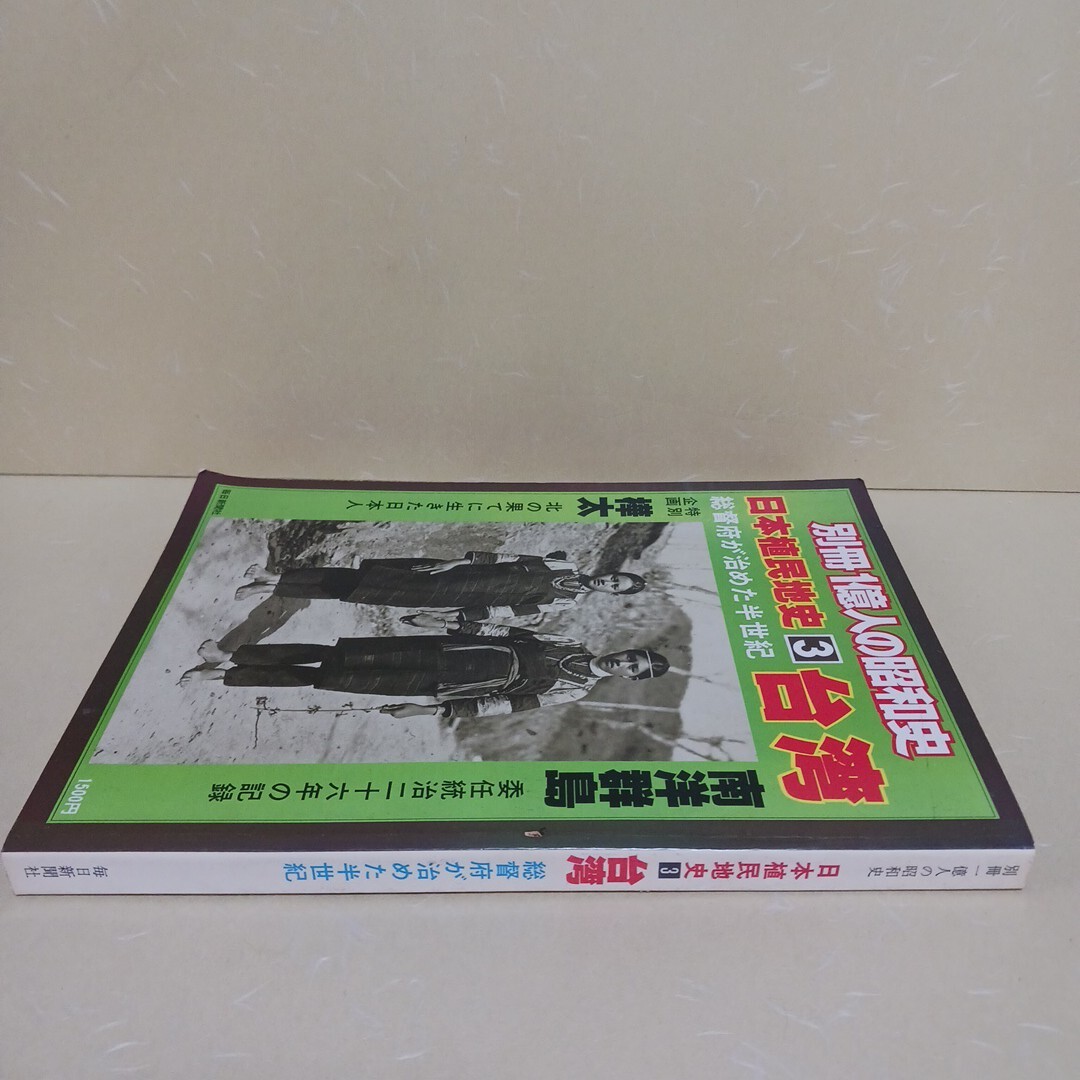 別冊1億人の昭和史
日本植民地史 3 台湾
総督府が治めた半世紀
特別企画 樺太 北の果てに生きた日本人
南洋群島 委任統治二十六年の記録
毎日新聞社
1500円
別冊一億人の昭和史 日本植民地史 3 台湾 総督府が治めた半世紀 毎日新聞社